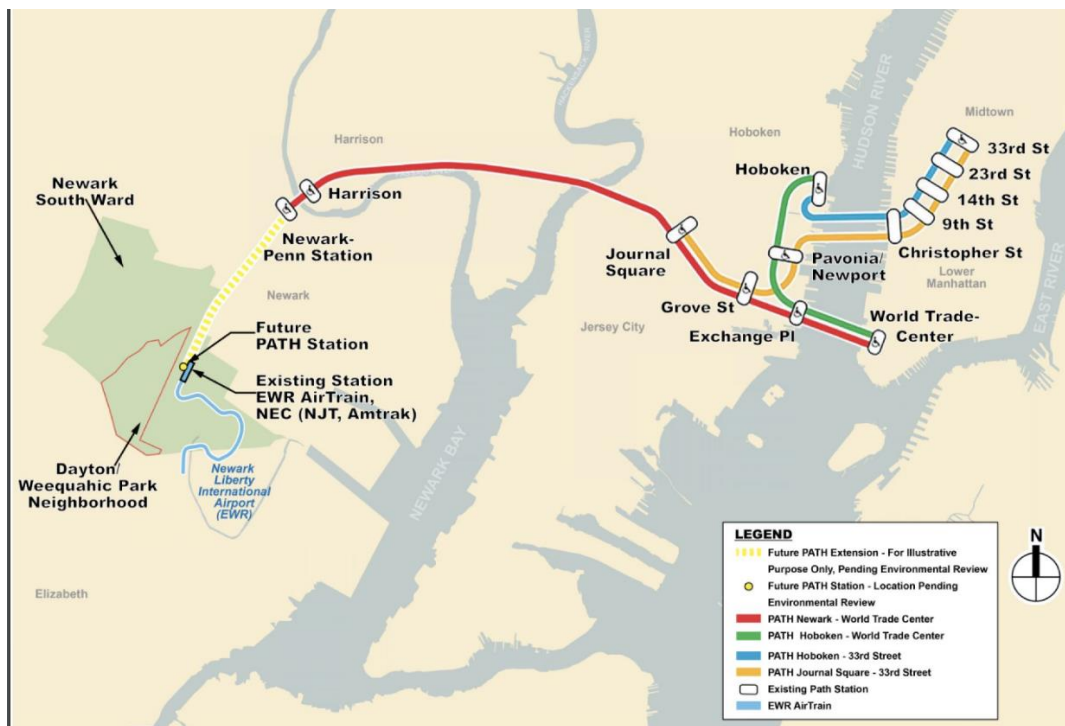 HACKENSACK RIVER
HUDSON RIVER
Midtown
Harrison
Hoboken
33rd St
23rd St
14th St
9th St
Christopher St
Hoboken
Newark
South Ward
Harrison
Newark-
Penn Station
Journal
Square
Pavonia/
Newport
Lower
Manhattan
EAST RIVER
Newark
Grove St
Jersey City
Exchange Pl
World Trade-
Center
Future
PATH Station
Existing Station
EWR AirTrain,
NEC (NJT, Amtrak)
Dayton/
Weequahic Park
Neighborhood
Newark
Liberty
International
Airport
(EWR)
NEWARK BAY
Elizabeth
LEGEND
Future PATH Extension - For Illustrative
Purpose Only, Pending Environmental Review
Future PATH Station - Location Pending
Environmental Review
PATH Newark - World Trade Center
PATH Hoboken - World Trade Center
PATH Hoboken - 33rd Street
PATH Journal Square - 33rd Street
Existing Path Station
EWR AirTrain
N